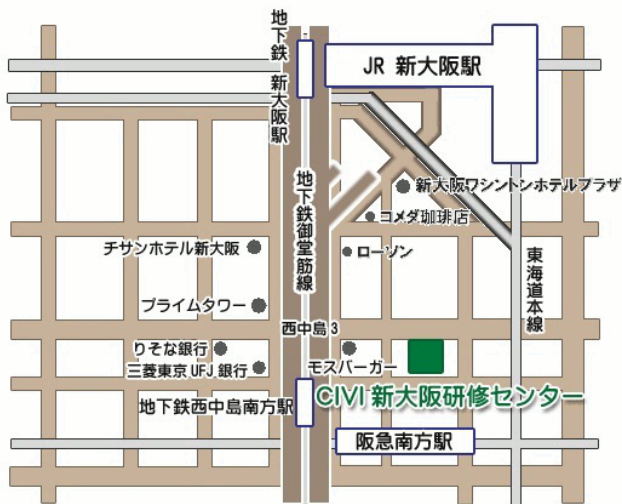 地下鉄 新大阪駅
JR 新大阪駅
地下鉄御堂筋線
新大阪ワシントンホテルプラザ
コメダ珈琲店
チサンホテル新大阪
ローソン
東海道本線
プライムタワー
西中島3
りそな銀行
モスバーガー
三菱東京UFJ銀行
CIVI新大阪研修センター
地下鉄西中島南方駅
阪急南方駅